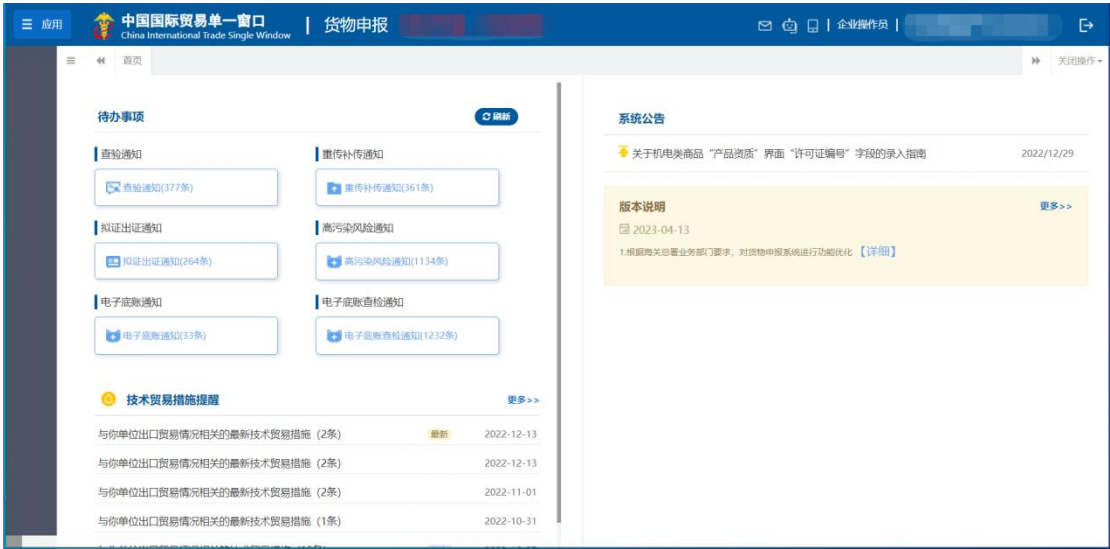 应用
中国国际贸易单一窗口
China International Trade Single Window
货物申报
企业操作员
首页
关闭操作
待办事项
刷新
查验通知
重传补传通知
查验通知(377条)
重传补传通知(361条)
拟证出证通知
高污染风险通知
拟证出证通知(264条)
高污染风险通知(1134条)
电子底账通知
电子底账查检通知
电子底账通知(33条)
电子底账查检通知(1232条)
技术贸易措施提醒
更多>>
与你单位出口贸易情况相关的最新技术贸易措施（2条） 最新 2022-12-13
与你单位出口贸易情况相关的最新技术贸易措施（2条） 2022-12-13
与你单位出口贸易情况相关的最新技术贸易措施（2条） 2022-11-01
与你单位出口贸易情况相关的最新技术贸易措施（1条） 2022-10-31
系统公告
关于机电类商品“产品资质”界面“许可证编号”字段的录入指南 2022/12/29
版本说明
更多>>
2023-04-13
1.根据海关总署业务部门要求，对货物申报系统进行功能优化 【详细】